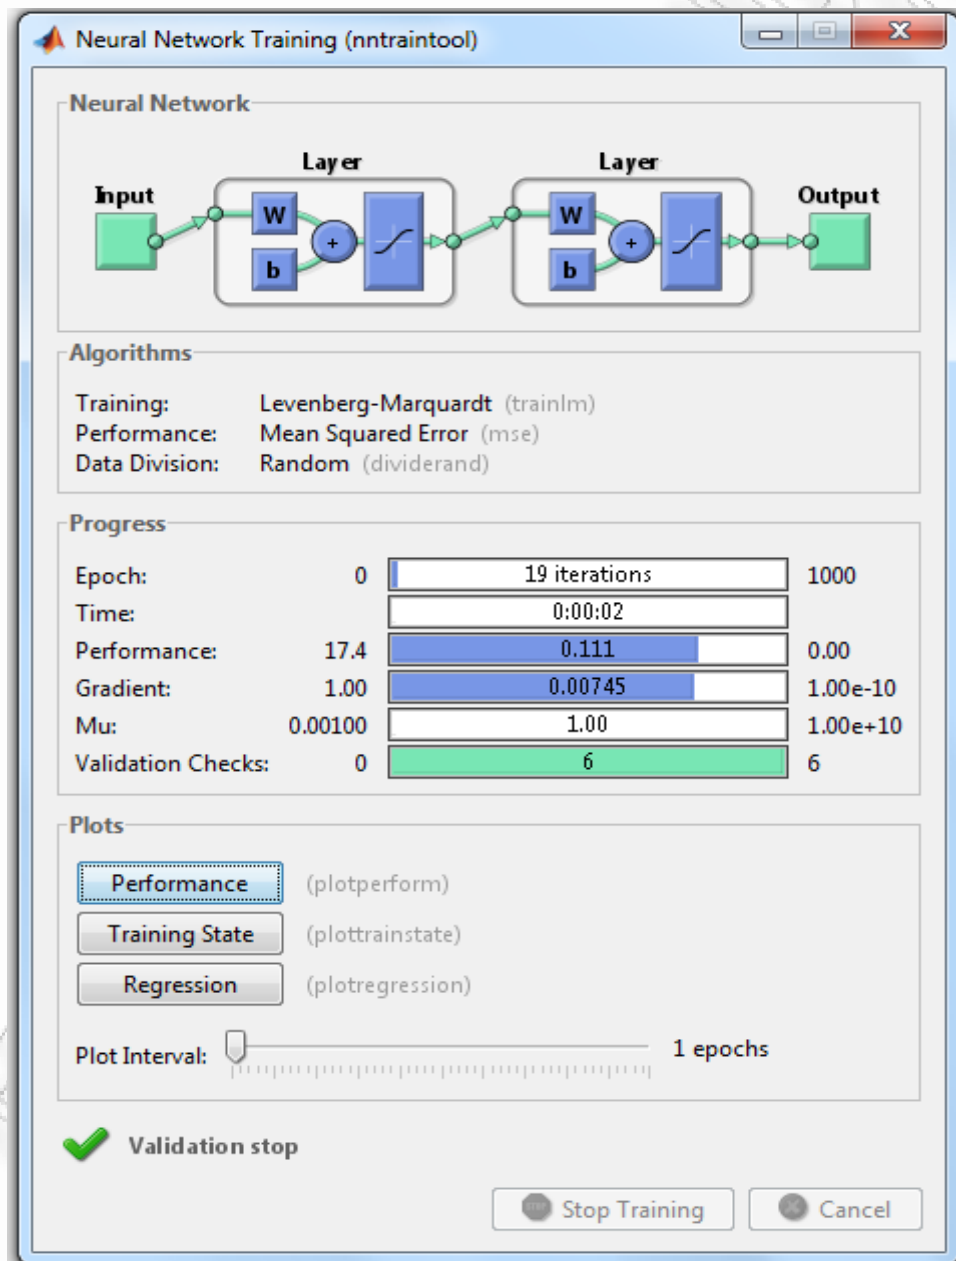 Neural Network Training (nntraintool)
Neural Network
Layer Layer
Input Output
W W
+ +
b b
Algorithms
Training: Levenberg-Marquardt (trainlm)
Performance: Mean Squared Error (mse)
Data Division: Random (dividerand)
Progress
Epoch: 0 19 iterations 1000
Time: 0:00:02
Performance: 17.4 0.111 0.00
Gradient: 1.00 0.00745 1.00e-10
Mu: 0.00100 1.00 1.00e+10
Validation Checks: 0 6 6
Plots
Performance (plotperform)
Training State (plottrainstate)
Regression (plotregression)
Plot Interval: 1 epochs
Validation stop
Stop Training Cancel